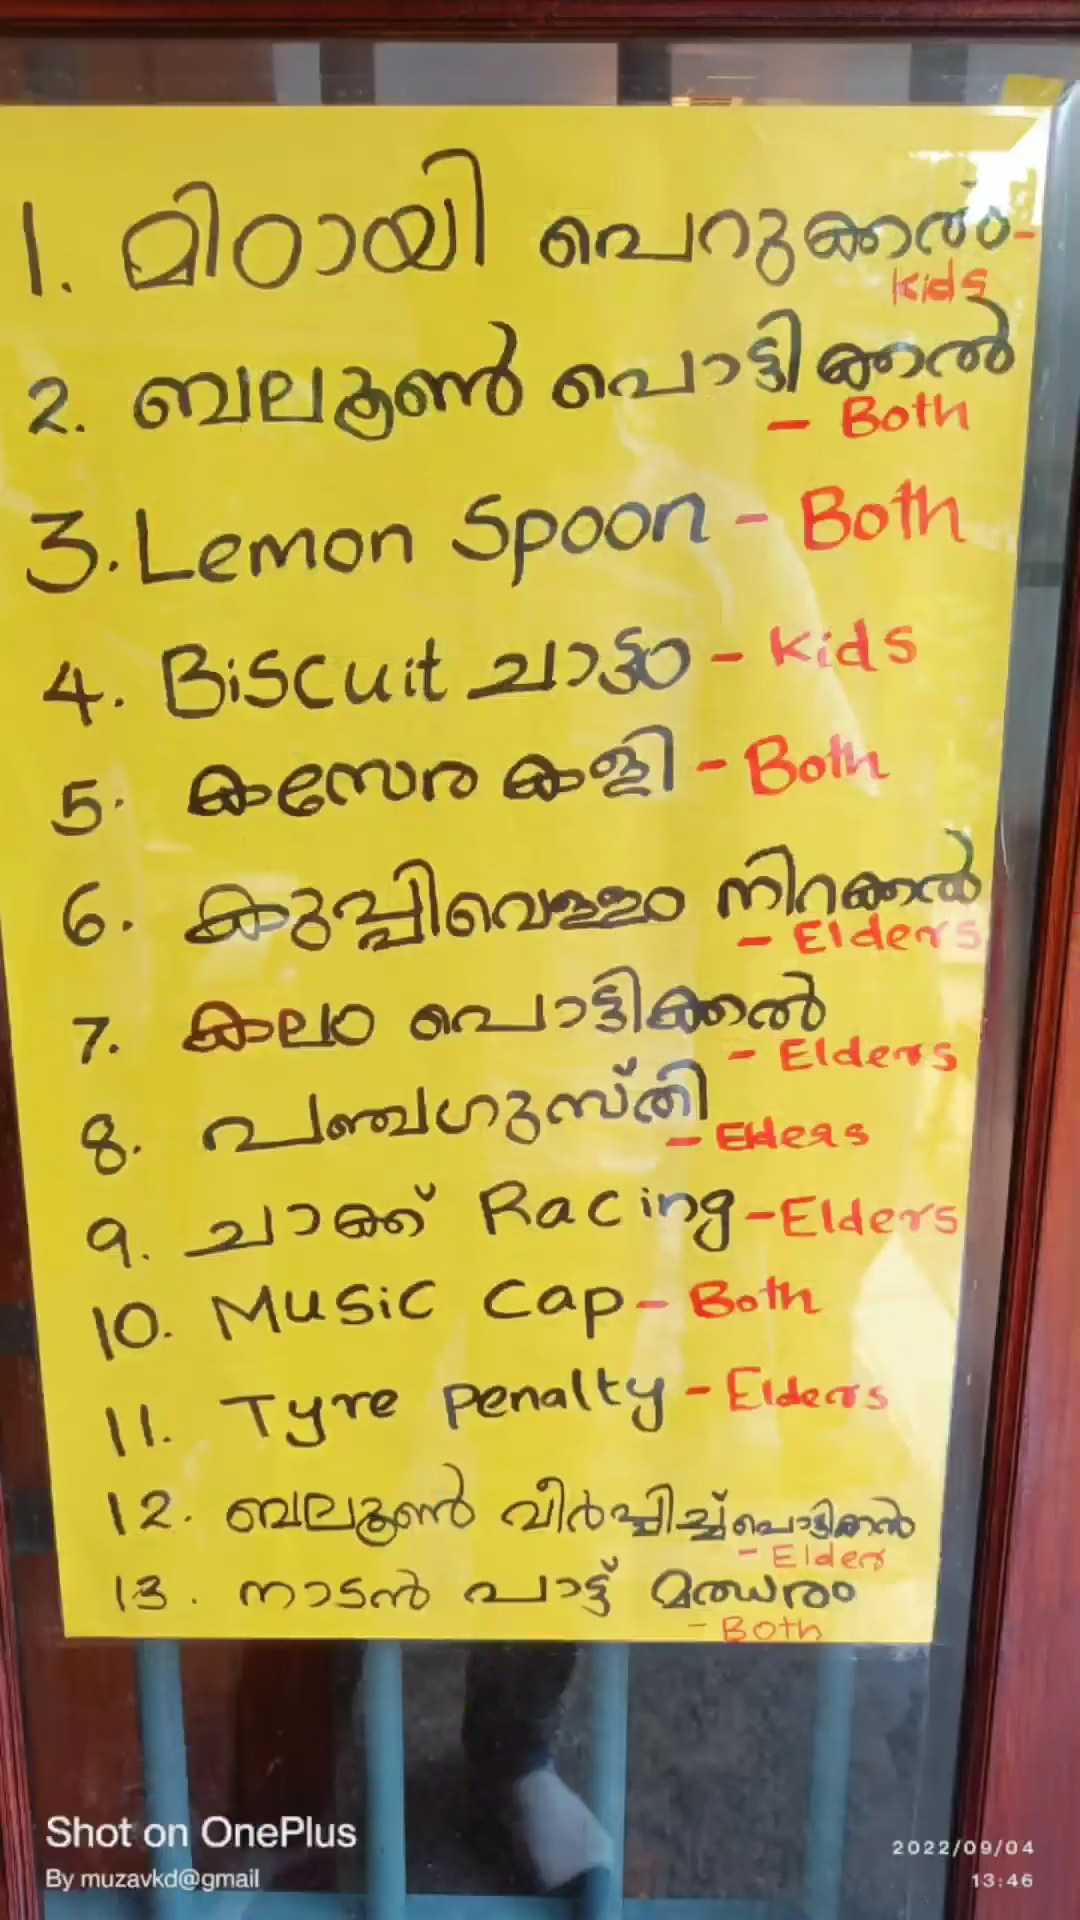 1. മിഠായി പെറുക്കൽ -
Kids
2. ബലൂൺ പൊട്ടിക്കൽ
- Both
3. Lemon Spoon - Both
4. Biscuit ചാട്ടം - Kids
5. കസേര കളി - Both
6. കുപ്പിവെള്ളം നിറക്കൽ
- Elders
7. കലം പൊട്ടിക്കൽ
- Elders
8. പഞ്ചഗുസ്തി
- Elders
9. ചാക്ക് Racing - Elders
10. Music Cap - Both
11. Tyre Penalty - Elders
12. ബലൂൺ വീർപ്പിച്ച് പൊട്ടിക്കൽ
- Elder
13. നാടൻ പാട്ട് മത്സരം
- Both
Shot on OnePlus
By muzavkd@gmail
2022/09/04
13:46